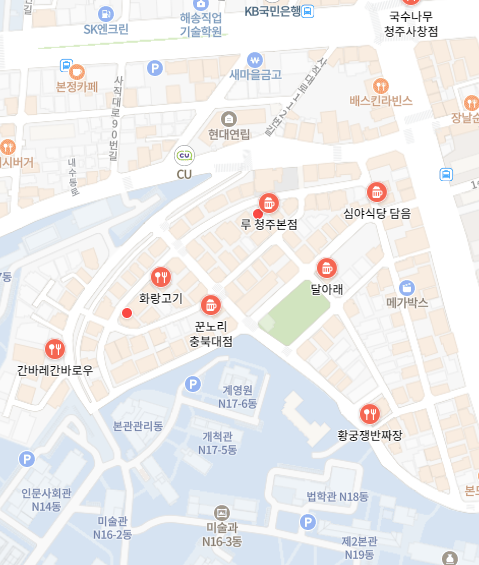 KB국민은행
해송직업
기술학원
SK엔크린
국수나무
청주사창점
본정카페
P
새마을금고
사직대로90번길
배스킨라빈스
현대연립
시버거
CU
CU
내수동로
심야식당 담음
루 청주본점
달아래
화랑고기
메가박스
꾼노리
충북대점
간바레간바로우
P
계영원
N17-6동
본관관리동
개척관
N17-5동
황궁쟁반짜장
P
인문사회관
N14동
법학관 N18동
미술관
N16-2동
미술과
N16-3동
P
제2본관
N19동